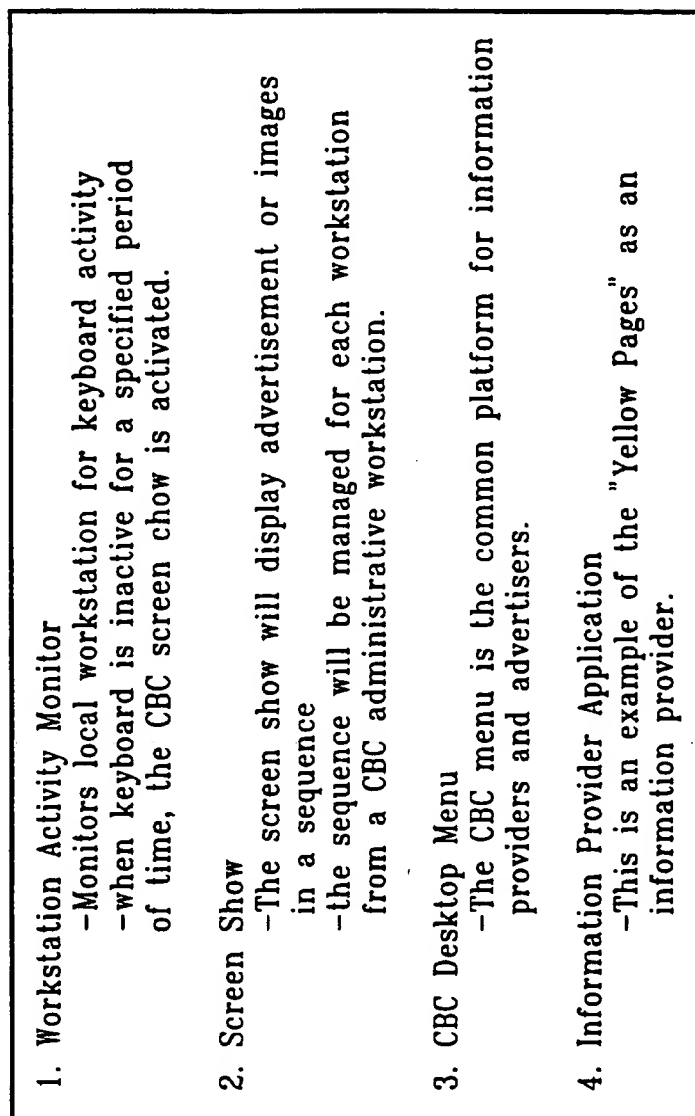 1. Workstation Activity Monitor
-Monitors local workstation for keyboard activity
-when keyboard is inactive for a specified period
of time, the CBC screen chow is activated.
2. Screen Show
-The screen show will display advertisement or images
in a sequence
-the sequence will be managed for each workstation
from a CBC administrative workstation.
3. CBC Desktop Menu
-The CBC menu is the common platform for information
providers and advertisers.
4. Information Provider Application
-This is an example of the "Yellow Pages" as an
information provider.